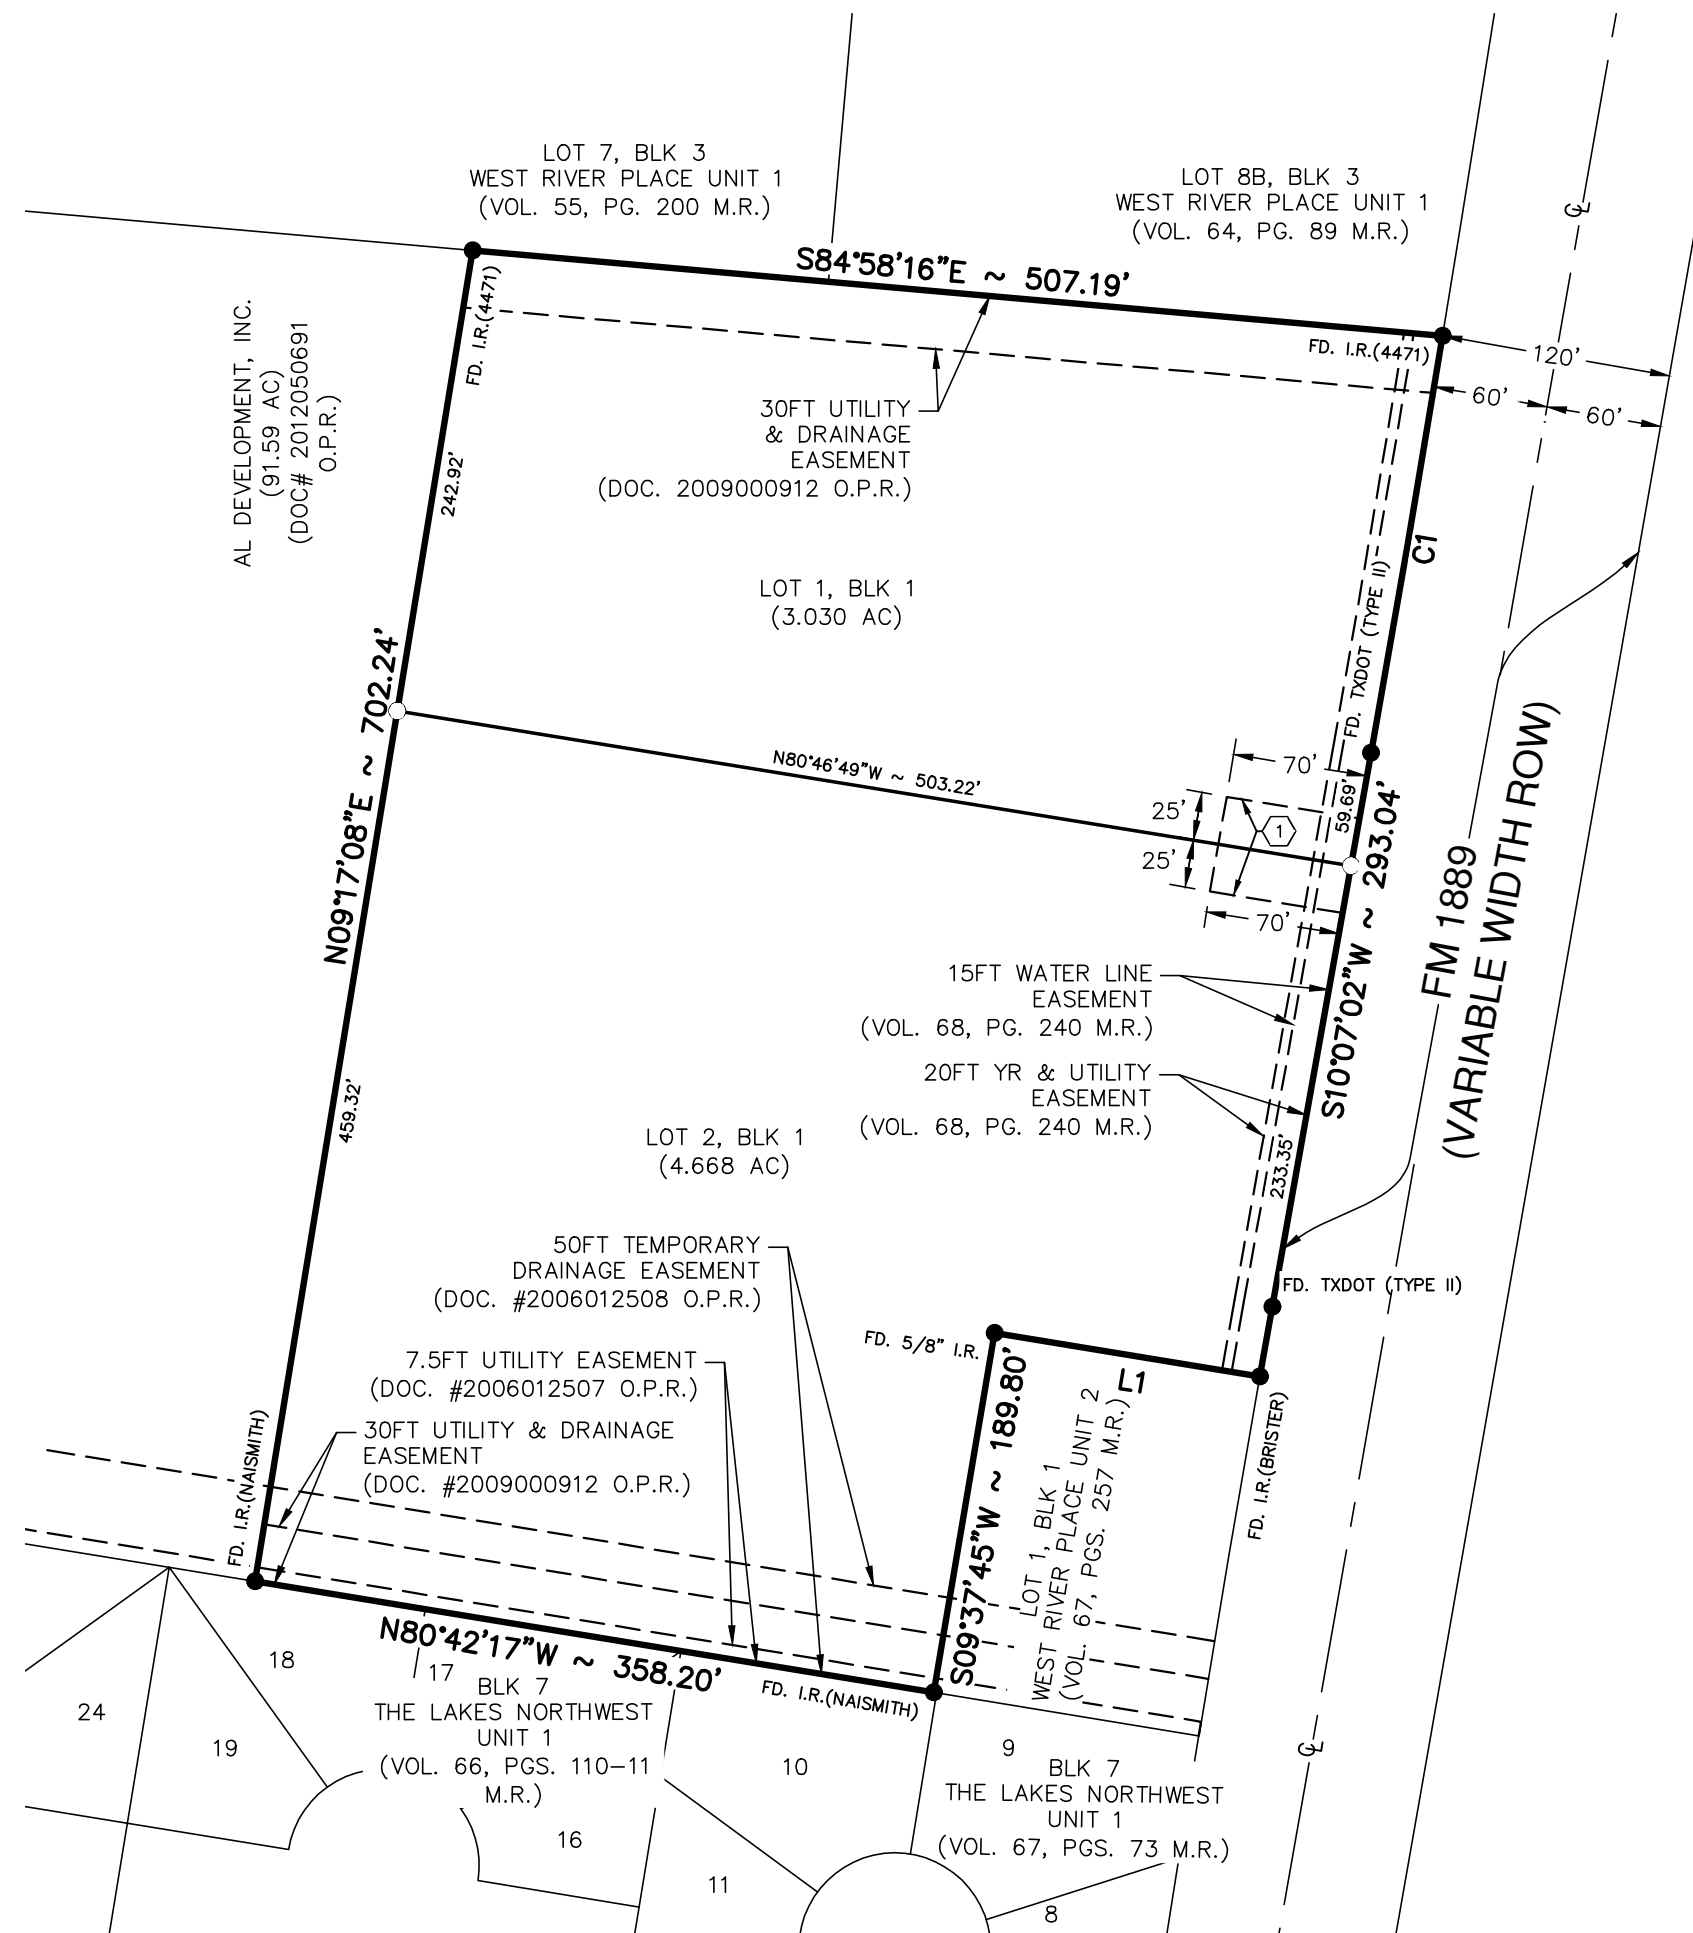 LOT 7, BLK 3
WEST RIVER PLACE UNIT 1
(VOL. 55, PG. 200 M.R.)
LOT 8B, BLK 3
WEST RIVER PLACE UNIT 1
(VOL. 64, PG. 89 M.R.)
℄
S84°58'16"E ~ 507.19'
FD. I.R.(4471)
FD. I.R.(4471)
120'
60'
60'
AL DEVELOPMENT, INC.
(91.59 AC)
(DOC# 2012050691
O.P.R.)
30FT UTILITY
& DRAINAGE
EASEMENT
(DOC. 2009000912 O.P.R.)
242.92'
C1
LOT 1, BLK 1
(3.030 AC)
FD. TXDOT (TYPE II)
N09°17'08"E ~ 702.24'
N80°46'49"W ~ 503.22'
70'
25'
25'
1
70'
59.69'
S10°07'02"W ~ 293.04'
FM 1889
(VARIABLE WIDTH ROW)
15FT WATER LINE
EASEMENT
(VOL. 68, PG. 240 M.R.)
20FT YR & UTILITY
EASEMENT
(VOL. 68, PG. 240 M.R.)
459.32'
LOT 2, BLK 1
(4.668 AC)
233.35'
50FT TEMPORARY
DRAINAGE EASEMENT
(DOC. #2006012508 O.P.R.)
FD. TXDOT (TYPE II)
FD. 5/8" I.R.
7.5FT UTILITY EASEMENT
(DOC. #2006012507 O.P.R.)
30FT UTILITY & DRAINAGE
EASEMENT
(DOC. #2009000912 O.P.R.)
L1
S09°37'45"W ~ 189.80'
LOT 1, BLK 1
WEST RIVER PLACE UNIT 2
(VOL. 67, PGS. 257 M.R.)
FD. I.R.(BRISTER)
FD. I.R.(NAISMITH)
N80°42'17"W ~ 358.20'
FD. I.R.(NAISMITH)
18
17
BLK 7
THE LAKES NORTHWEST
UNIT 1
(VOL. 66, PGS. 110-11
M.R.)
24
19
16
10
11
9
BLK 7
THE LAKES NORTHWEST
UNIT 1
(VOL. 67, PGS. 73 M.R.)
8
℄